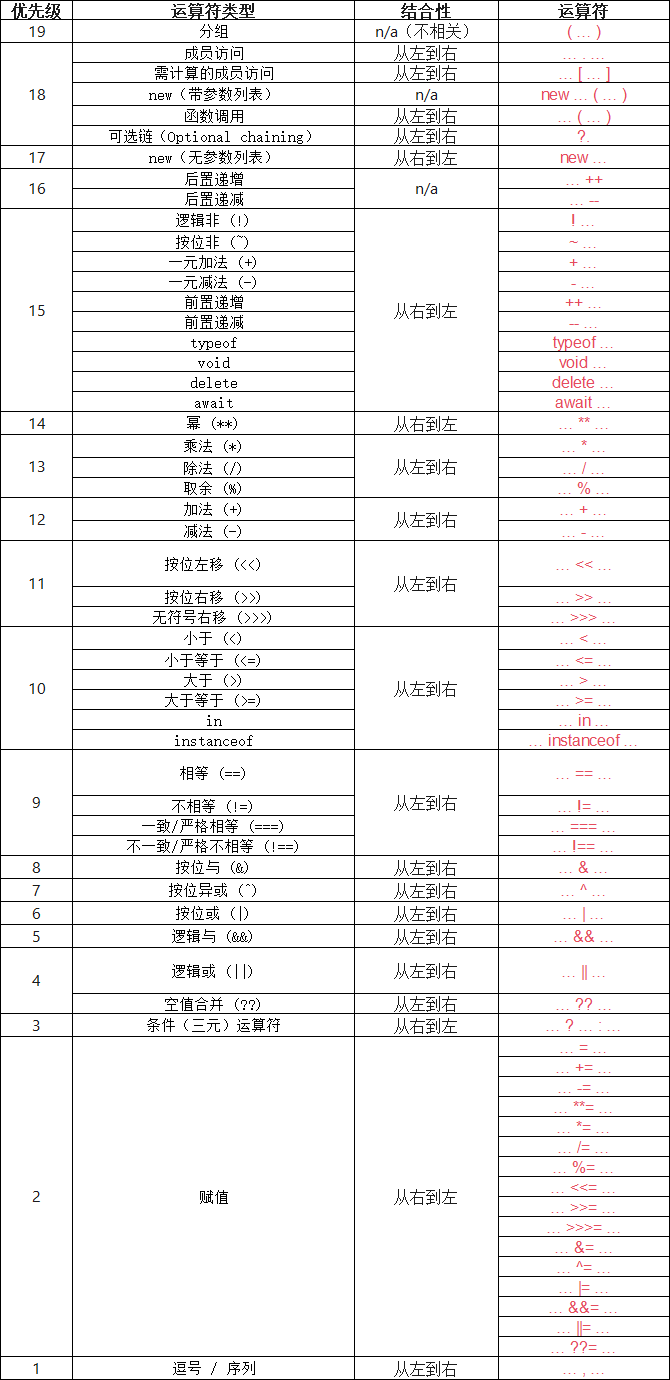 优先级 运算符类型 结合性 运算符
19 分组 n/a（不相关） ( … )
成员访问 从左到右 … . …
需计算的成员访问 从左到右 … [ … ]
18 new（带参数列表） n/a new … ( … )
函数调用 从左到右 … ( … )
可选链（Optional chaining） 从左到右 ?.
17 new（无参数列表） 从右到左 new …
16 后置递增 n/a … ++
后置递减 … --
逻辑非 (!) ! …
按位非 (~) ~ …
一元加法 (+) + …
一元减法 (-) - …
15 前置递增 从右到左 ++ …
前置递减 -- …
typeof typeof …
void void …
delete delete …
await await …
14 幂 (**) 从右到左 … ** …
乘法 (*) … * …
13 除法 (/) 从左到右 … / …
取余 (%) … % …
12 加法 (+) 从左到右 … + …
减法 (-) … - …
按位左移 (<<) … << …
11 按位右移 (>>) 从左到右 … >> …
无符号右移 (>>>) … >>> …
小于 (<) … < …
小于等于 (<=) … <= …
10 大于 (>) 从左到右 … > …
大于等于 (>=) … >= …
in … in …
instanceof … instanceof …
相等 (==) … == …
9 不相等 (!=) 从左到右 … != …
一致/严格相等 (===) … === …
不一致/严格不相等 (!==) … !== …
8 按位与 (&) 从左到右 … & …
7 按位异或 (^) 从左到右 … ^ …
6 按位或 (|) 从左到右 … | …
5 逻辑与 (&&) 从左到右 … && …
4 逻辑或 (||) 从左到右 … || …
空值合并 (??) 从左到右 … ?? …
3 条件（三元）运算符 从右到左 … ? … : …
… = …
… += …
… -= …
… **= …
… *= …
… /= …
… %= …
2 赋值 从右到左 … <<= …
… >>= …
… >>>= …
… &= …
… ^= …
… |= …
… &&= …
… ||= …
… ??= …
1 逗号 / 序列 从左到右 … , …